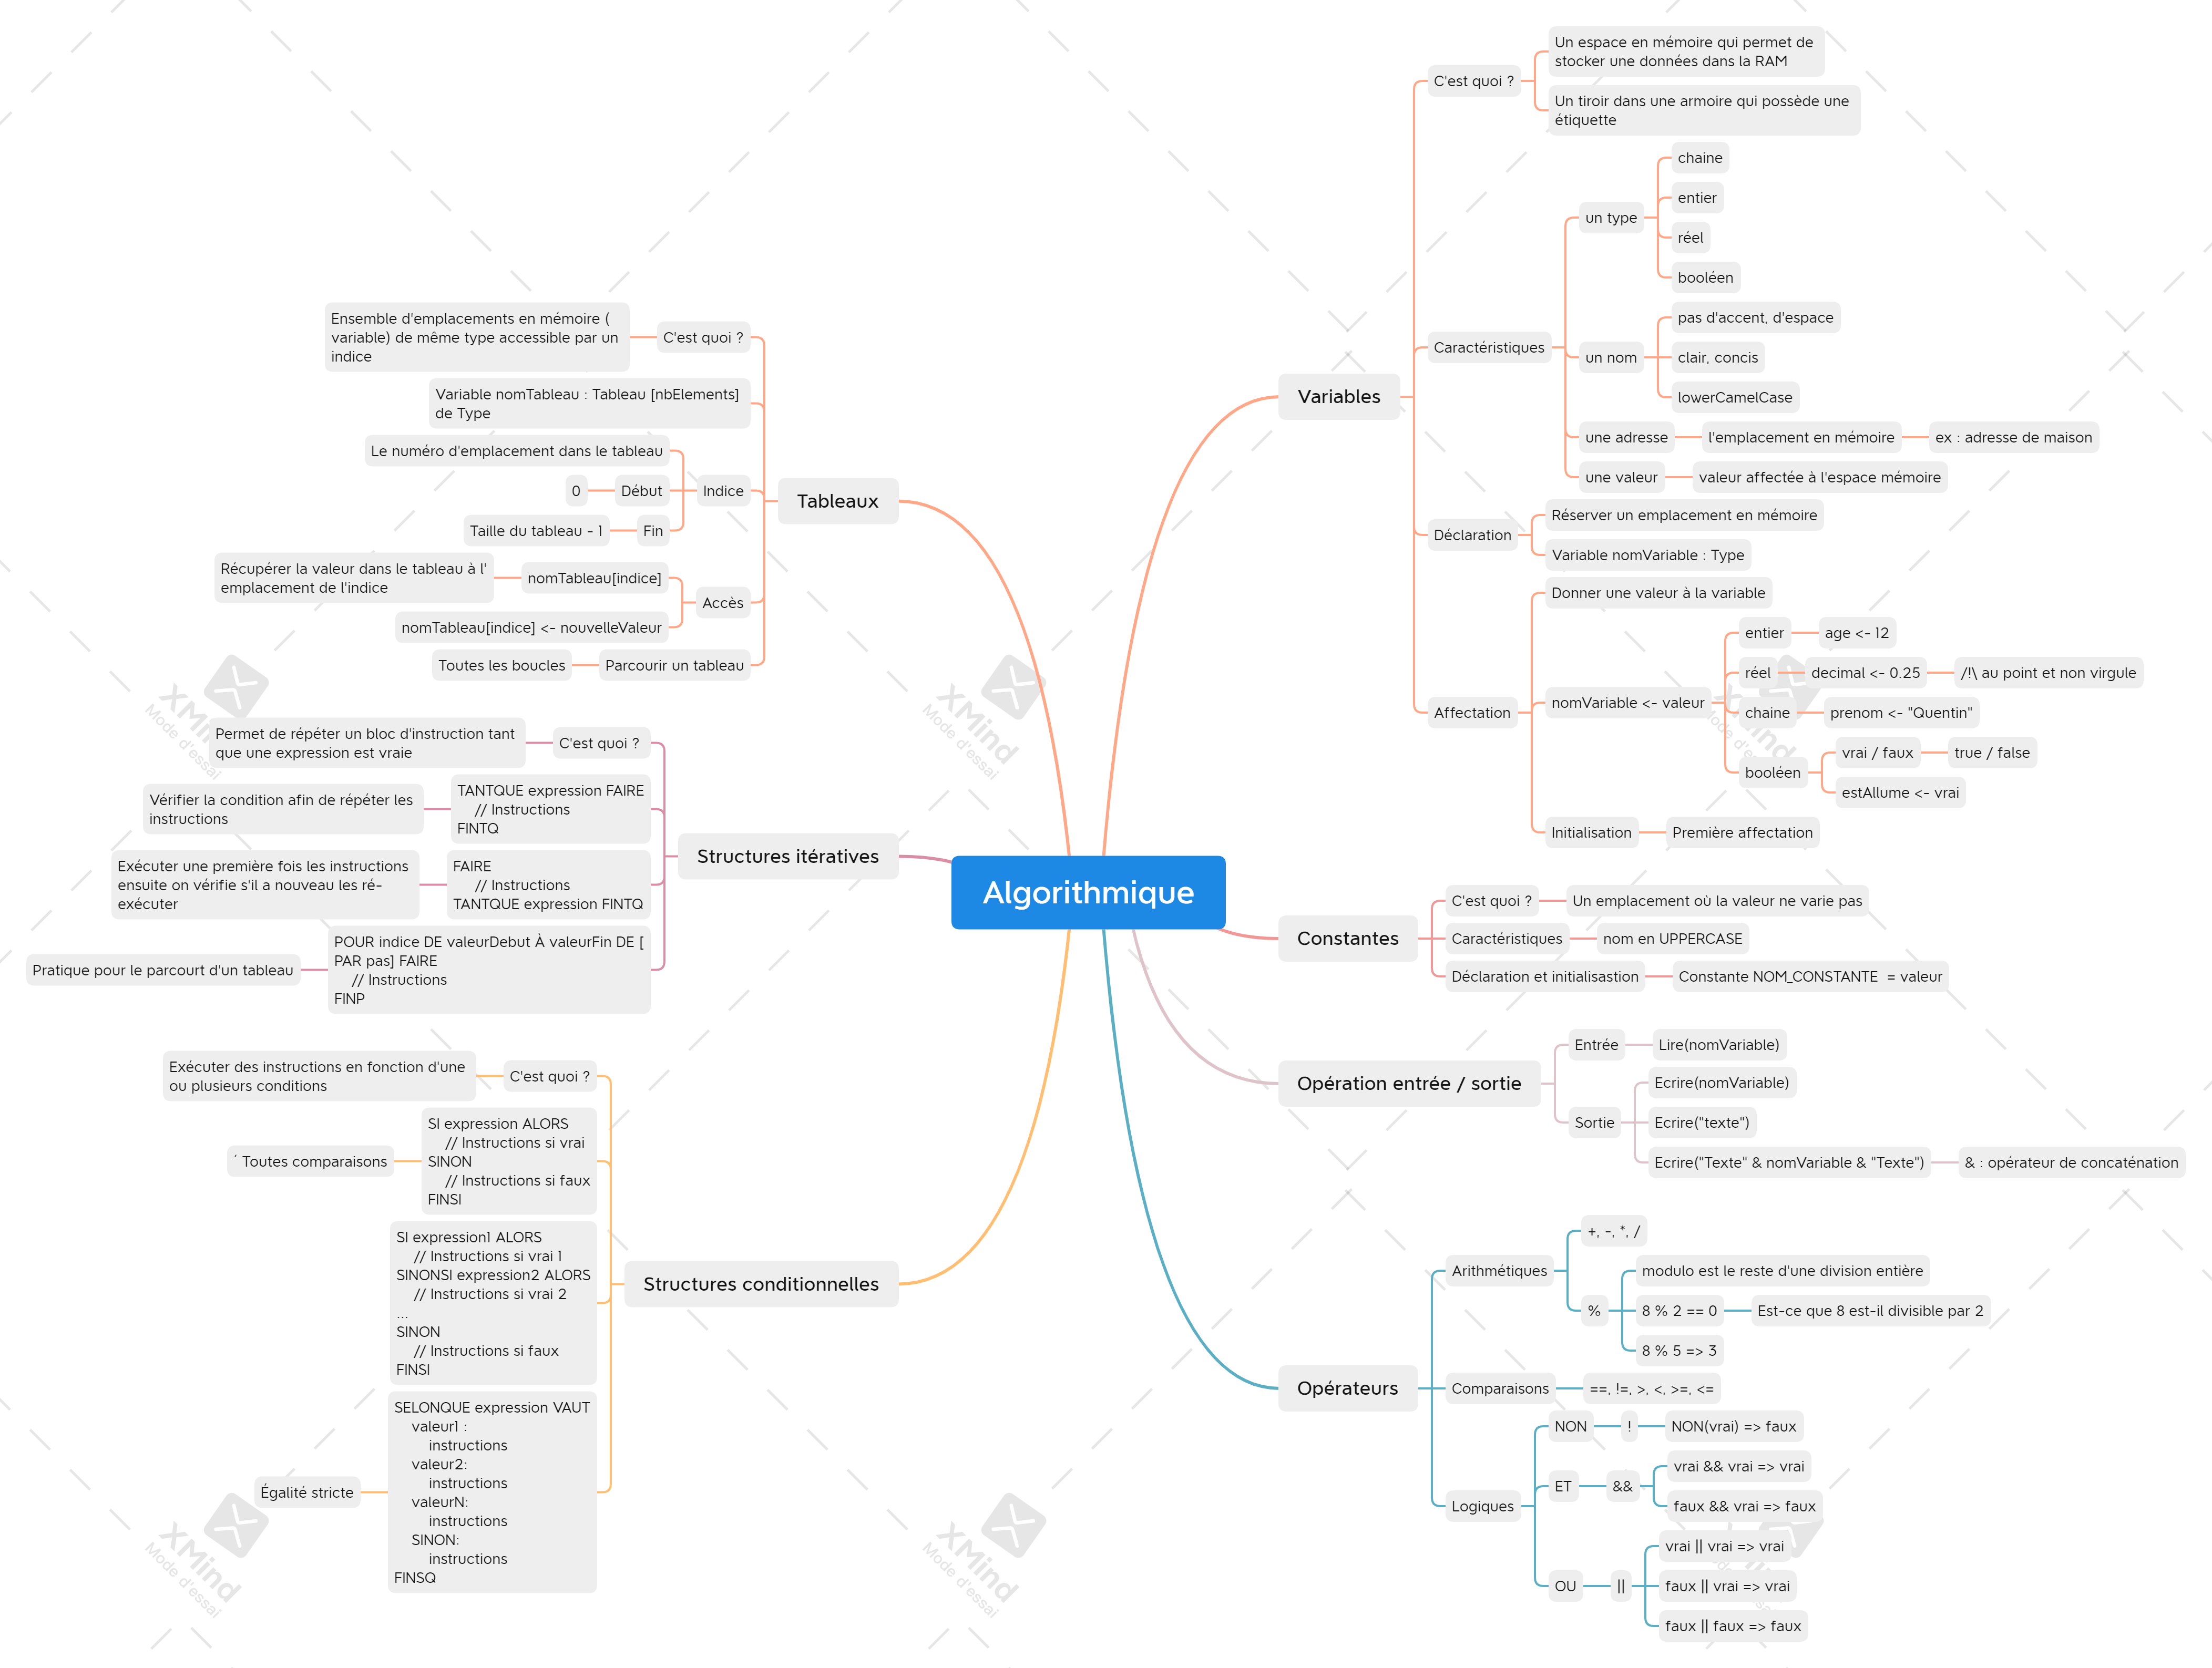 Algorithmique
Variables
C'est quoi ?
Un espace en mémoire qui permet de
stocker une données dans la RAM
Un tiroir dans une armoire qui possède une
étiquette
Caractéristiques
un type
chaine
entier
réel
booléen
un nom
pas d'accent, d'espace
clair, concis
lowerCamelCase
une adresse
l'emplacement en mémoire
ex : adresse de maison
une valeur
valeur affectée à l'espace mémoire
Déclaration
Réserver un emplacement en mémoire
Variable nomVariable : Type
Affectation
Donner une valeur à la variable
nomVariable <- valeur
entier
age <- 12
réel
decimal <- 0.25
/!\ au point et non virgule
chaine
prenom <- "Quentin"
booléen
vrai / faux
true / false
estAllume <- vrai
Initialisation
Première affectation
Constantes
C'est quoi ?
Un emplacement où la valeur ne varie pas
Caractéristiques
nom en UPPERCASE
Déclaration et initialisastion
Constante NOM_CONSTANTE  = valeur
Opération entrée / sortie
Entrée
Lire(nomVariable)
Sortie
Ecrire(nomVariable)
Ecrire("texte")
Ecrire("Texte" & nomVariable & "Texte")
& : opérateur de concaténation
Opérateurs
Arithmétiques
+, -, *, /
%
modulo est le reste d'une division entière
8 % 2 == 0
Est-ce que 8 est-il divisible par 2
8 % 5 => 3
Comparaisons
==, !=, >, <, >=, <=
Logiques
NON
!
NON(vrai) => faux
ET
&&
vrai && vrai => vrai
faux && vrai => faux
OU
||
vrai || vrai => vrai
faux || vrai => vrai
faux || faux => faux
Tableaux
C'est quoi ?
Ensemble d'emplacements en mémoire (
variable) de même type accessible par un
indice
Variable nomTableau : Tableau [nbElements]
de Type
Indice
Le numéro d'emplacement dans le tableau
Début
0
Fin
Taille du tableau - 1
Accès
nomTableau[indice]
Récupérer la valeur dans le tableau à l'
emplacement de l'indice
nomTableau[indice] <- nouvelleValeur
Parcourir un tableau
Toutes les boucles
Structures itératives
C'est quoi ?
Permet de répéter un bloc d'instruction tant
que une expression est vraie
TANTQUE expression FAIRE
// Instructions
FINTQ
Vérifier la condition afin de répéter les
instructions
FAIRE
// Instructions
TANTQUE expression FINTQ
Exécuter une première fois les instructions
ensuite on vérifie s'il a nouveau les ré-
exécuter
POUR indice DE valeurDebut À valeurFin DE [
PAR pas] FAIRE
// Instructions
FINP
Pratique pour le parcourt d'un tableau
Structures conditionnelles
C'est quoi ?
Exécuter des instructions en fonction d'une
ou plusieurs conditions
SI expression ALORS
// Instructions si vrai
SINON
// Instructions si faux
FINSI
´ Toutes comparaisons
SI expression1 ALORS
// Instructions si vrai 1
SINONSI expression2 ALORS
// Instructions si vrai 2
...
SINON
// Instructions si faux
FINSI
SELONQUE expression VAUT
valeur1 :
instructions
valeur2:
instructions
valeurN:
instructions
SINON:
instructions
FINSQ
Égalité stricte
XMind
Mode d'essai
XMind
Mode d'essai
XMind
Mode d'essai
XMind
Mode d'essai